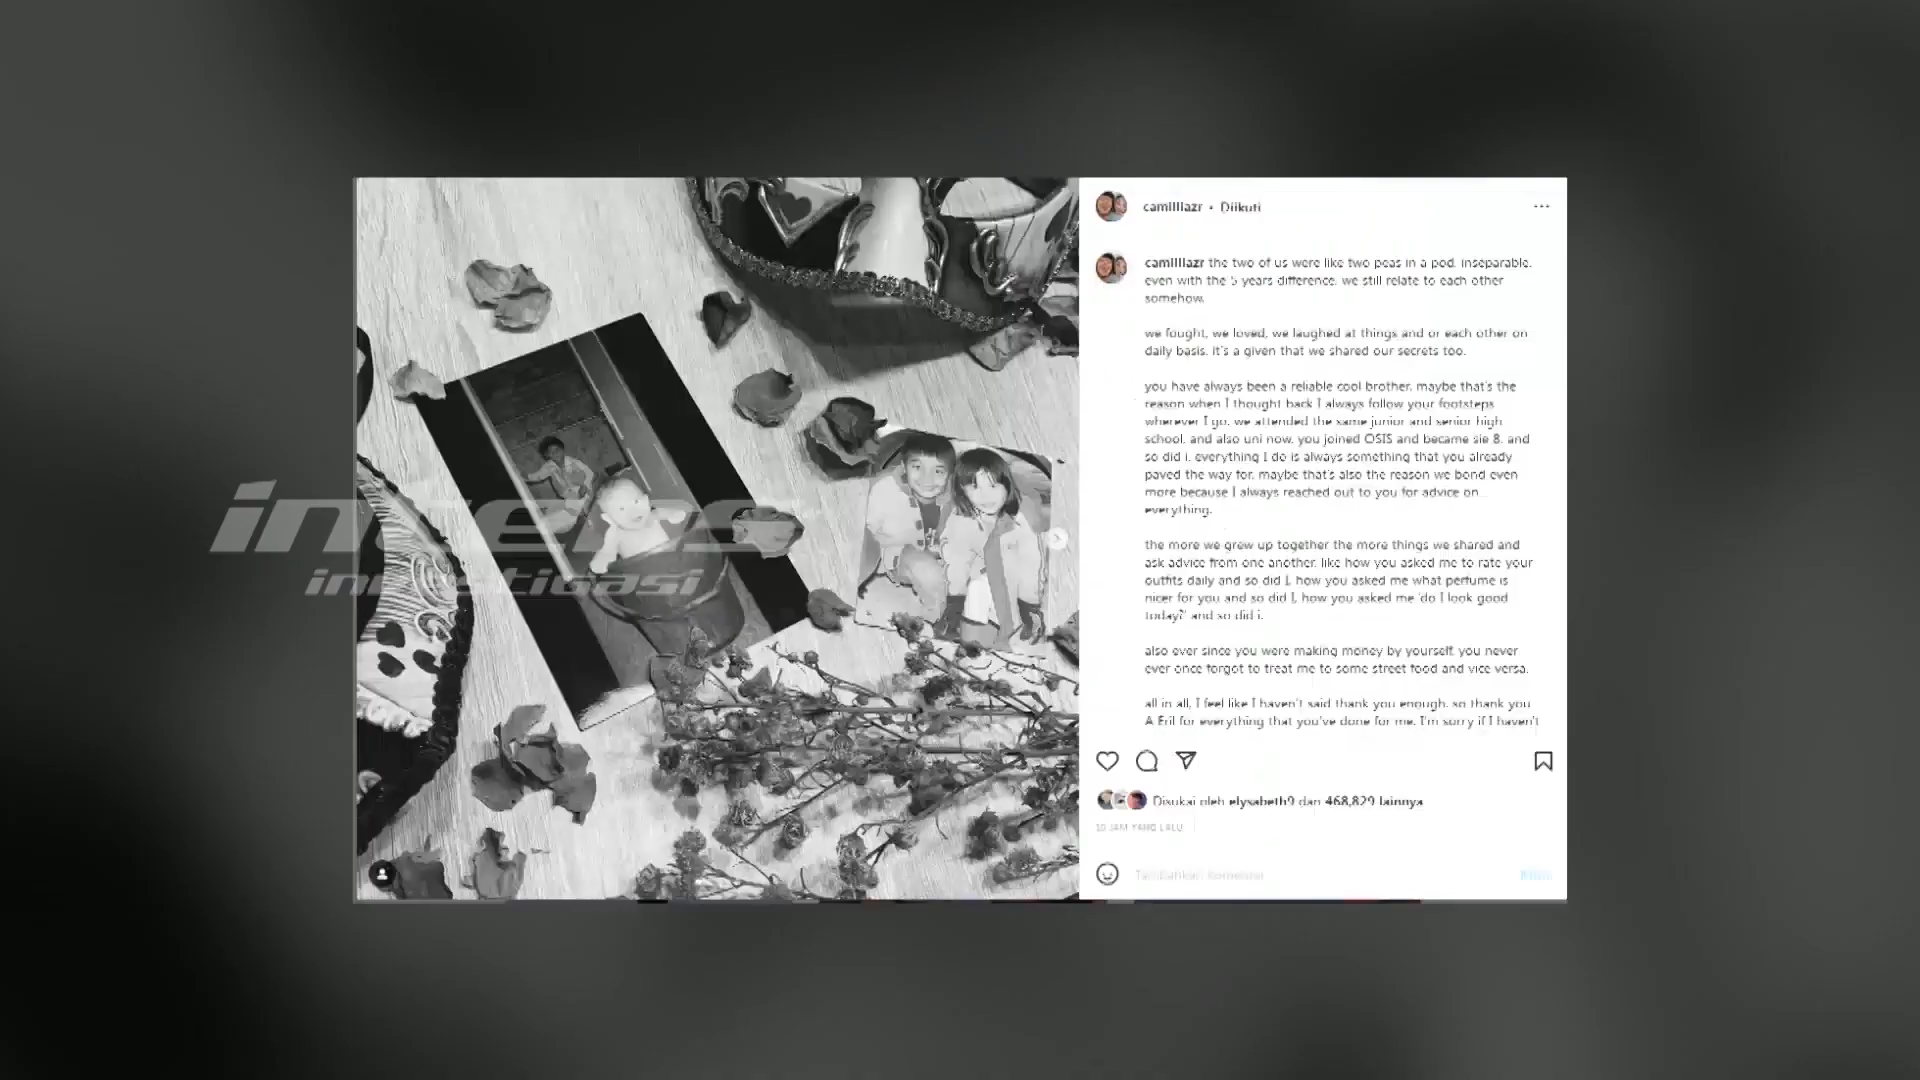 intens
investigasi
camilllazr • Diikuti
camilllazr the two of us were like two peas in a pod. inseparable.
even with the 5 years difference. we still relate to each other
somehow.
we fought, we loved, we laughed at things and or each other on
daily basis. it's a given that we shared our secrets too.
you have always been a reliable cool brother. maybe that's the
reason when I thought back I always follow your footsteps
wherever I go. we attended the same junior and senior high
school. and also uni now. you joined OSIS and became sie 8. and
so did i. everything I do is always something that you already
paved the way for. maybe that's also the reason we bond even
more because I always reached out to you for advice on...
everything.
the more we grew up together the more things we shared and
ask advice from one another. like how you asked me to rate your
outfits daily and so did I. how you asked me what perfume is
nicer for you and so did I. how you asked me 'do I look good
today?' and so did i.
also ever since you were making money by yourself. you never
ever once forgot to treat me to some street food and vice versa.
all in all, I feel like I haven't said thank you enough. so thank you
A Eril for everything that you've done for me. I'm sorry if I haven't
Disukai oleh elysabeth9 dan 468,829 lainnya
10 JAM YANG LALU
Tambahkan komentar